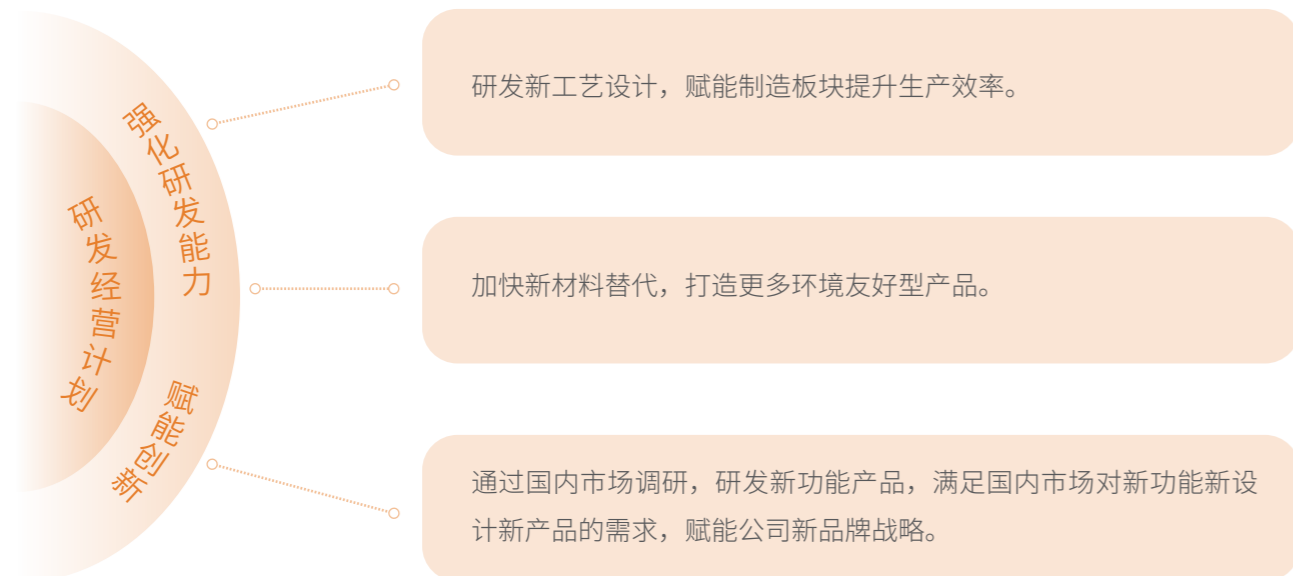 研发经营计划
强化研发能力
赋能创新
研发新工艺设计，赋能制造板块提升生产效率。
加快新材料替代，打造更多环境友好型产品。
通过国内市场调研，研发新功能产品，满足国内市场对新功能新设
计新产品的需求，赋能公司新品牌战略。